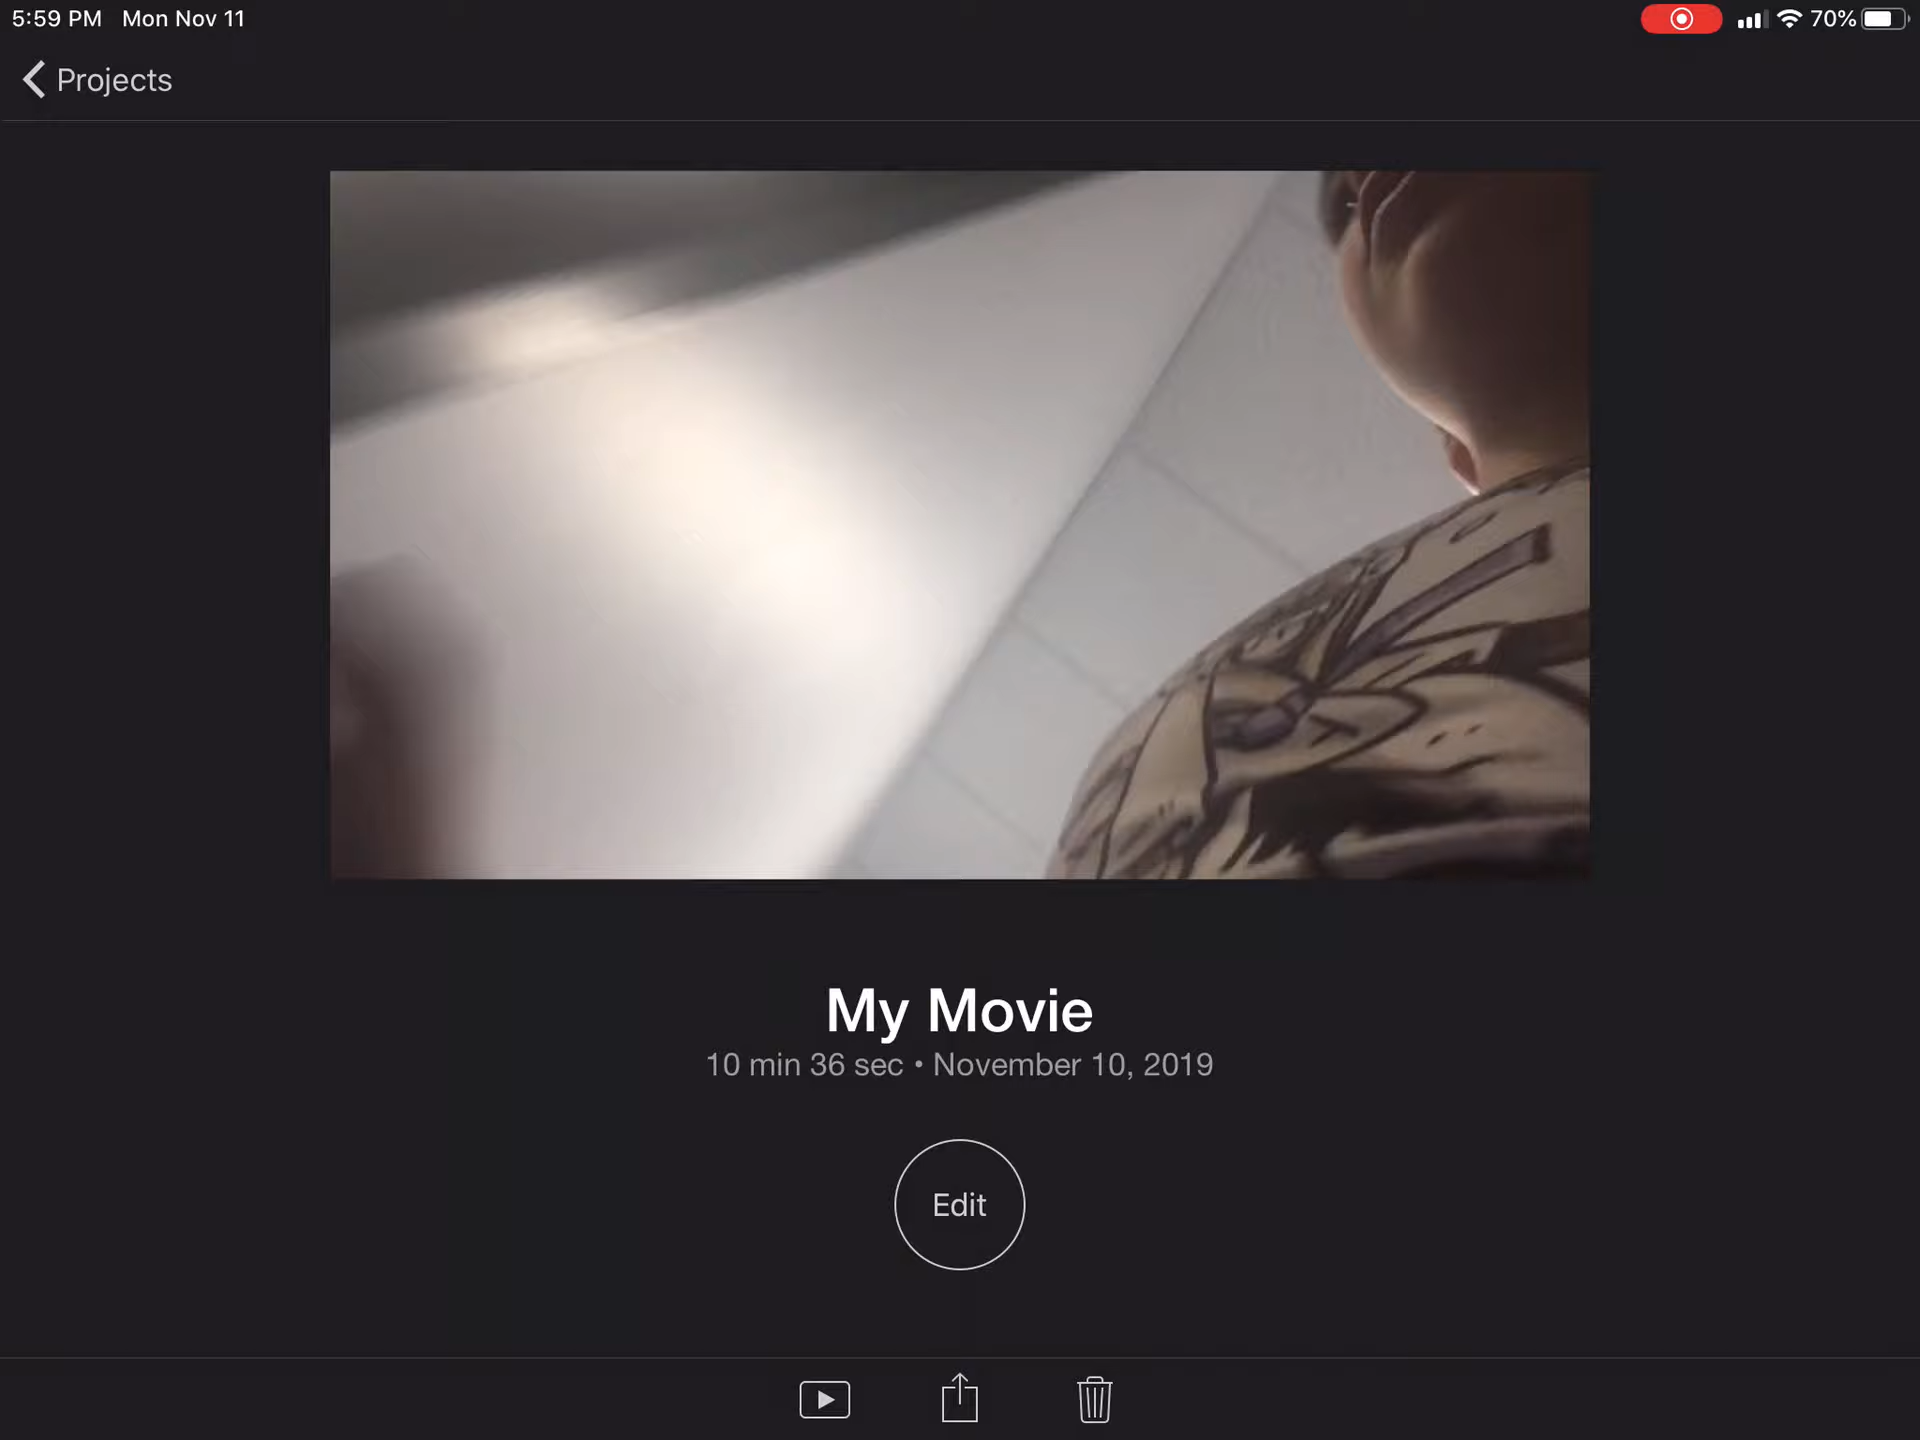 5:59 PM Mon Nov 11
70%
Projects
My Movie
10 min 36 sec • November 10, 2019
Edit